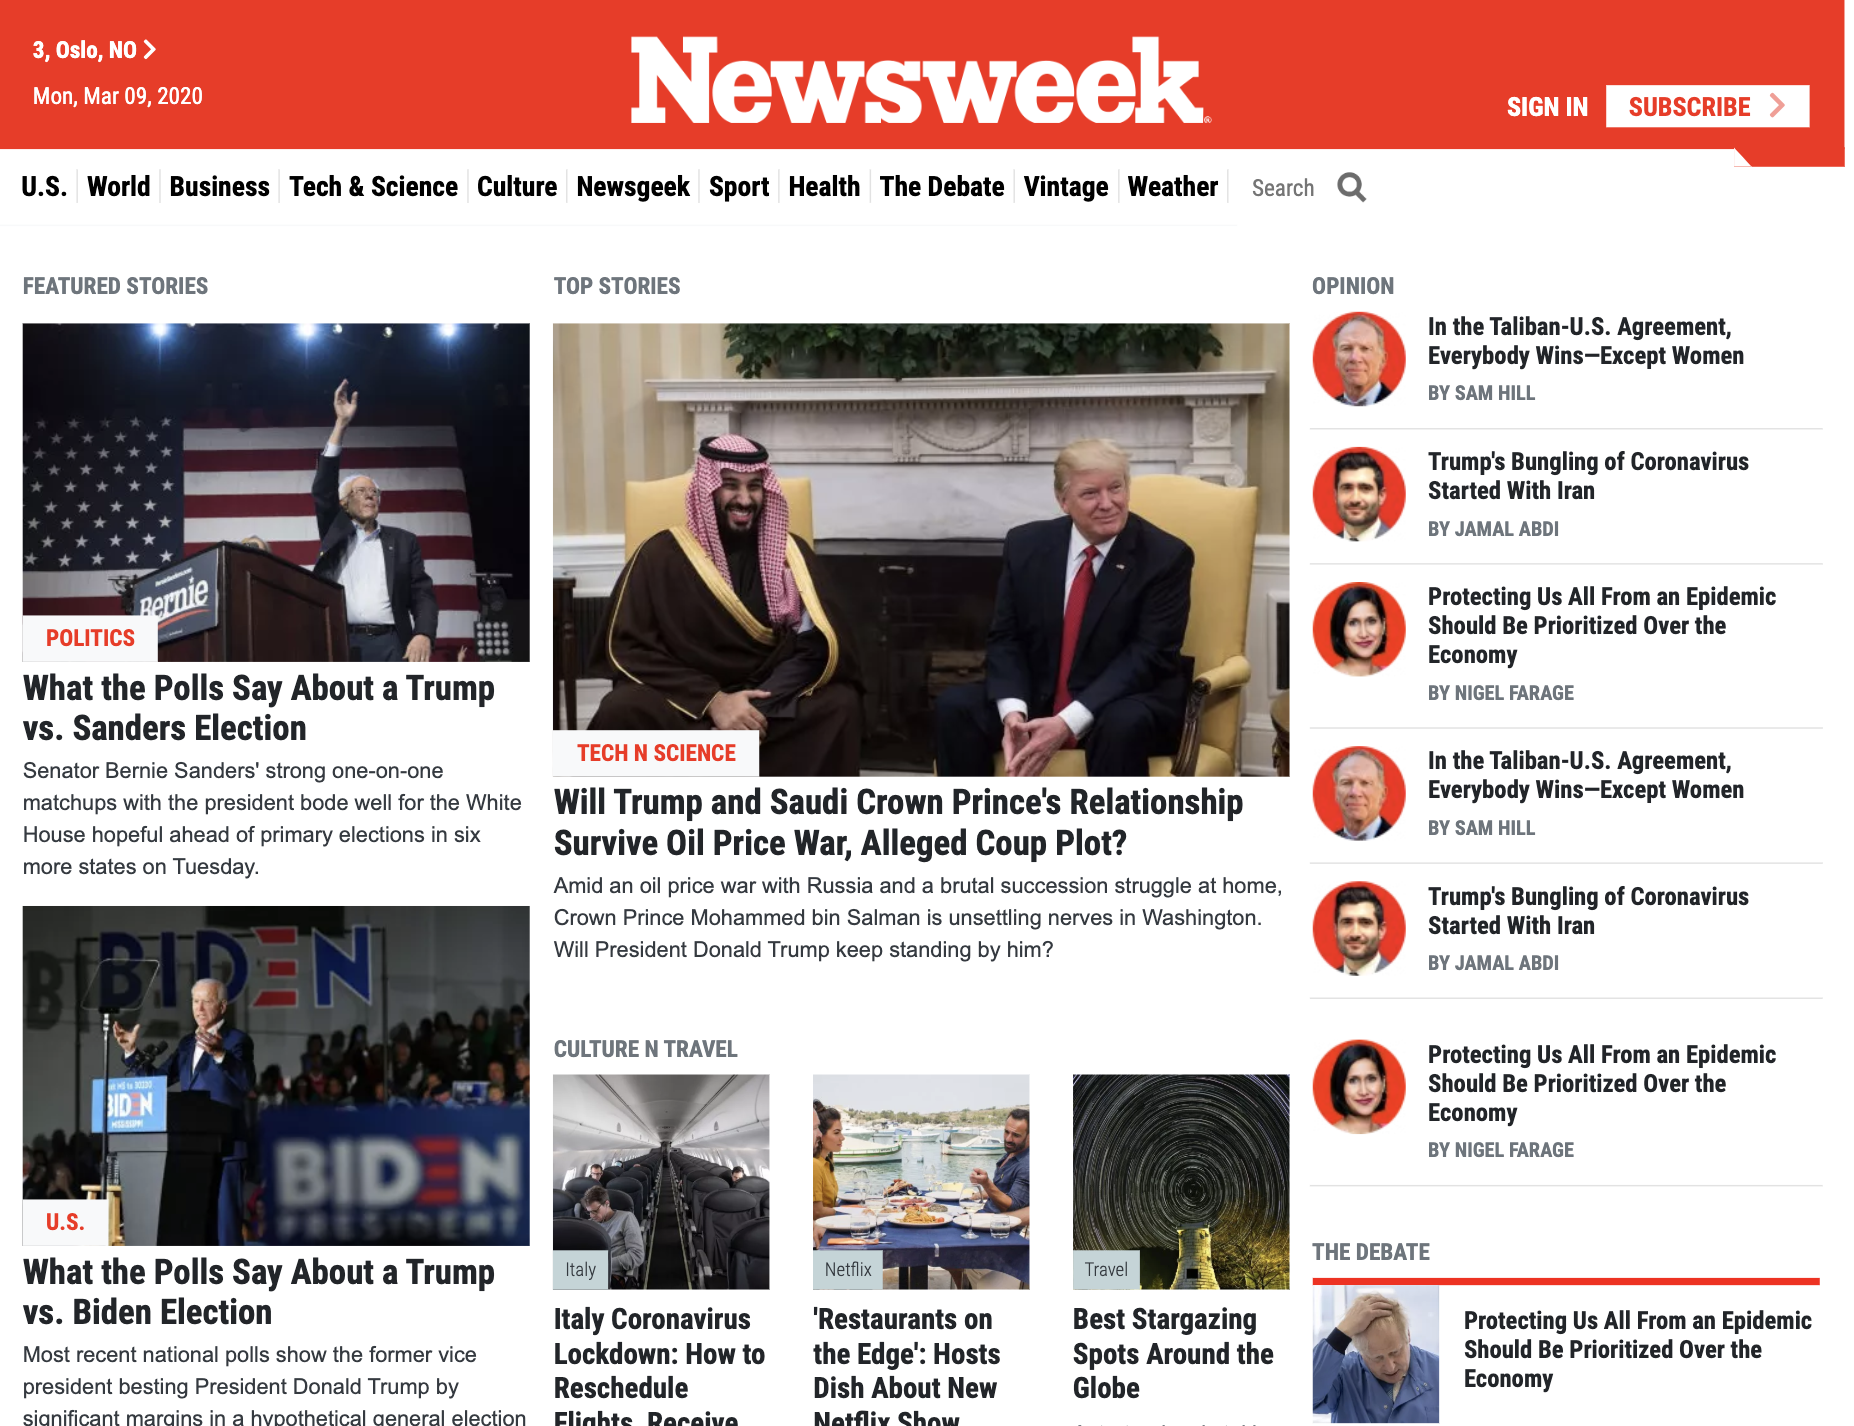 3, Oslo, NO
Mon, Mar 09, 2020
Newsweek
SIGN IN
SUBSCRIBE
U.S.
World
Business
Tech & Science
Culture
Newsgeek
Sport
Health
The Debate
Vintage
Weather
Search
FEATURED STORIES
Bernie
POLITICS
What the Polls Say About a Trump
vs. Sanders Election
Senator Bernie Sanders' strong one-on-one
matchups with the president bode well for the White
House hopeful ahead of primary elections in six
more states on Tuesday.
BIDEN
BIDEN
MISSISSIPPI
BIDEN
PRESIDENT
U.S.
What the Polls Say About a Trump
vs. Biden Election
Most recent national polls show the former vice
president besting President Donald Trump by
significant margins in a hypothetical general election
TOP STORIES
TECH N SCIENCE
Will Trump and Saudi Crown Prince's Relationship
Survive Oil Price War, Alleged Coup Plot?
Amid an oil price war with Russia and a brutal succession struggle at home,
Crown Prince Mohammed bin Salman is unsettling nerves in Washington.
Will President Donald Trump keep standing by him?
CULTURE N TRAVEL
Italy
Italy Coronavirus
Lockdown: How to
Reschedule
Flights, Receive
Netflix
'Restaurants on
the Edge': Hosts
Dish About New
Netflix Show
Travel
Best Stargazing
Spots Around the
Globe
OPINION
In the Taliban-U.S. Agreement,
Everybody Wins—Except Women
BY SAM HILL
Trump's Bungling of Coronavirus
Started With Iran
BY JAMAL ABDI
Protecting Us All From an Epidemic
Should Be Prioritized Over the
Economy
BY NIGEL FARAGE
In the Taliban-U.S. Agreement,
Everybody Wins—Except Women
BY SAM HILL
Trump's Bungling of Coronavirus
Started With Iran
BY JAMAL ABDI
Protecting Us All From an Epidemic
Should Be Prioritized Over the
Economy
BY NIGEL FARAGE
THE DEBATE
Protecting Us All From an Epidemic
Should Be Prioritized Over the
Economy